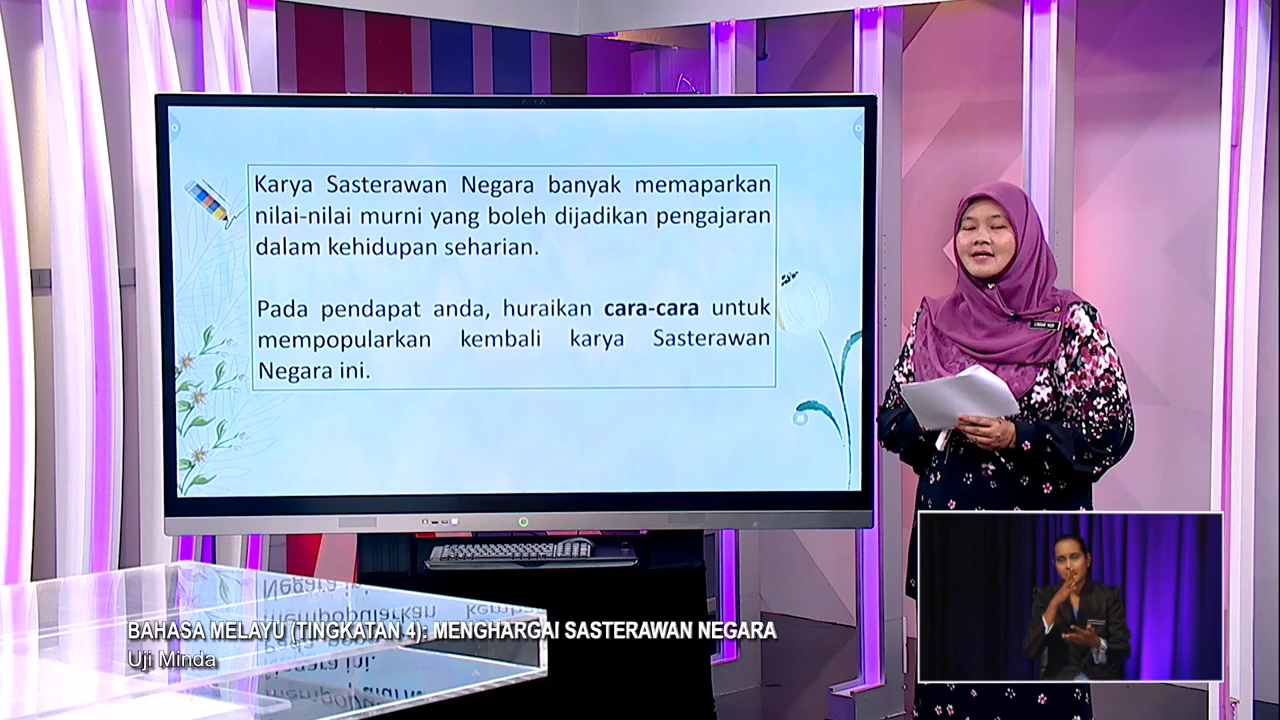 Karya Sasterawan Negara banyak memaparkan
nilai-nilai murni yang boleh dijadikan pengajaran
dalam kehidupan seharian.
Pada pendapat anda, huraikan cara-cara untuk
mempopularkan kembali karya Sasterawan
Negara ini.
BAHASA MELAYU (TINGKATAN 4): MENGHARGAI SASTERAWAN NEGARA
Uji Minda